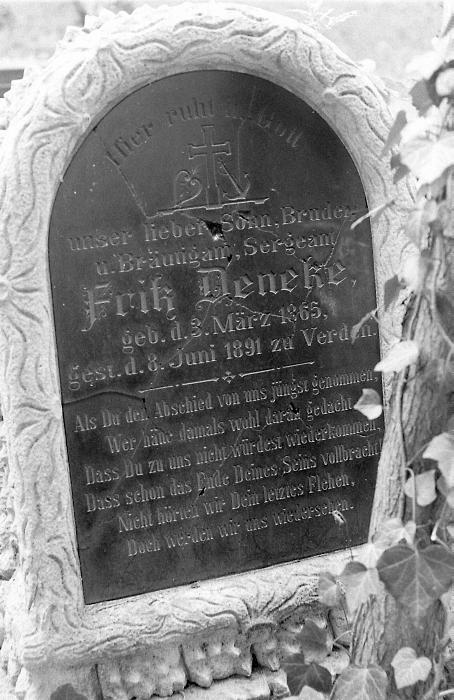 Hier ruht in Gott
unser lieber Sohn, Bruder
u. Bräutigam, Sergeant
Fritz Deneke,
geb. d. 3. März 1865,
gest. d. 8. Juni 1891 zu Verden.
Als Du den Abschied von uns jüngst genommen,
Wer hätte damals wohl daran gedacht
Dass Du zu uns nicht würdest wiederkommen,
Dass schon das Ende Deines Seins vollbracht
Nicht hörten wir Dein letztes Flehen,
Doch werden wir uns wiedersehen.